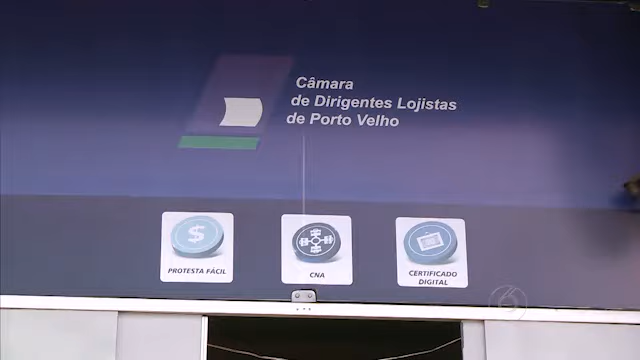 Câmara
de Dirigentes Lojistas
de Porto Velho
PROTESTA FÁCIL
CNA
CERTIFICADO
DIGITAL